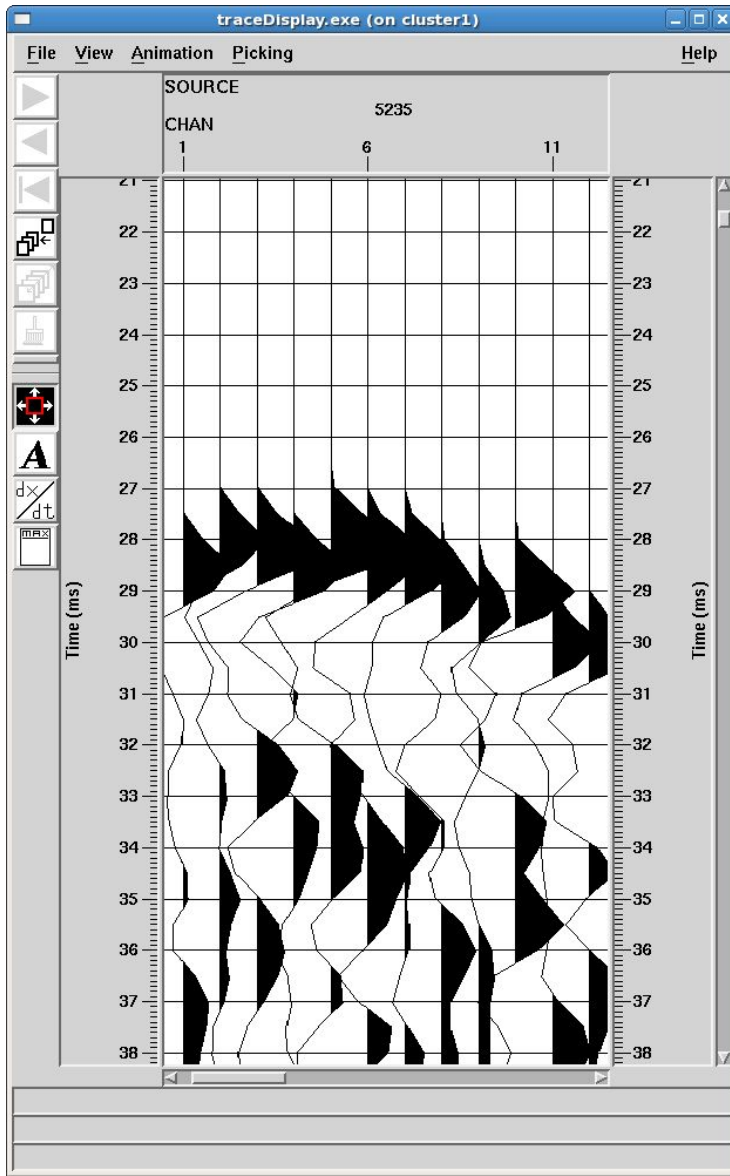 traceDisplay.exe (on cluster1)
File View Animation Picking Help
SOURCE
5235
CHAN
1 6 11
21 21
22 22
23 23
24 24
25 25
26 26
27 27
28 28
29 29
30 30
31 31
32 32
33 33
34 34
35 35
36 36
37 37
38 38
Time (ms) Time (ms)
A
dx/dt
MAX